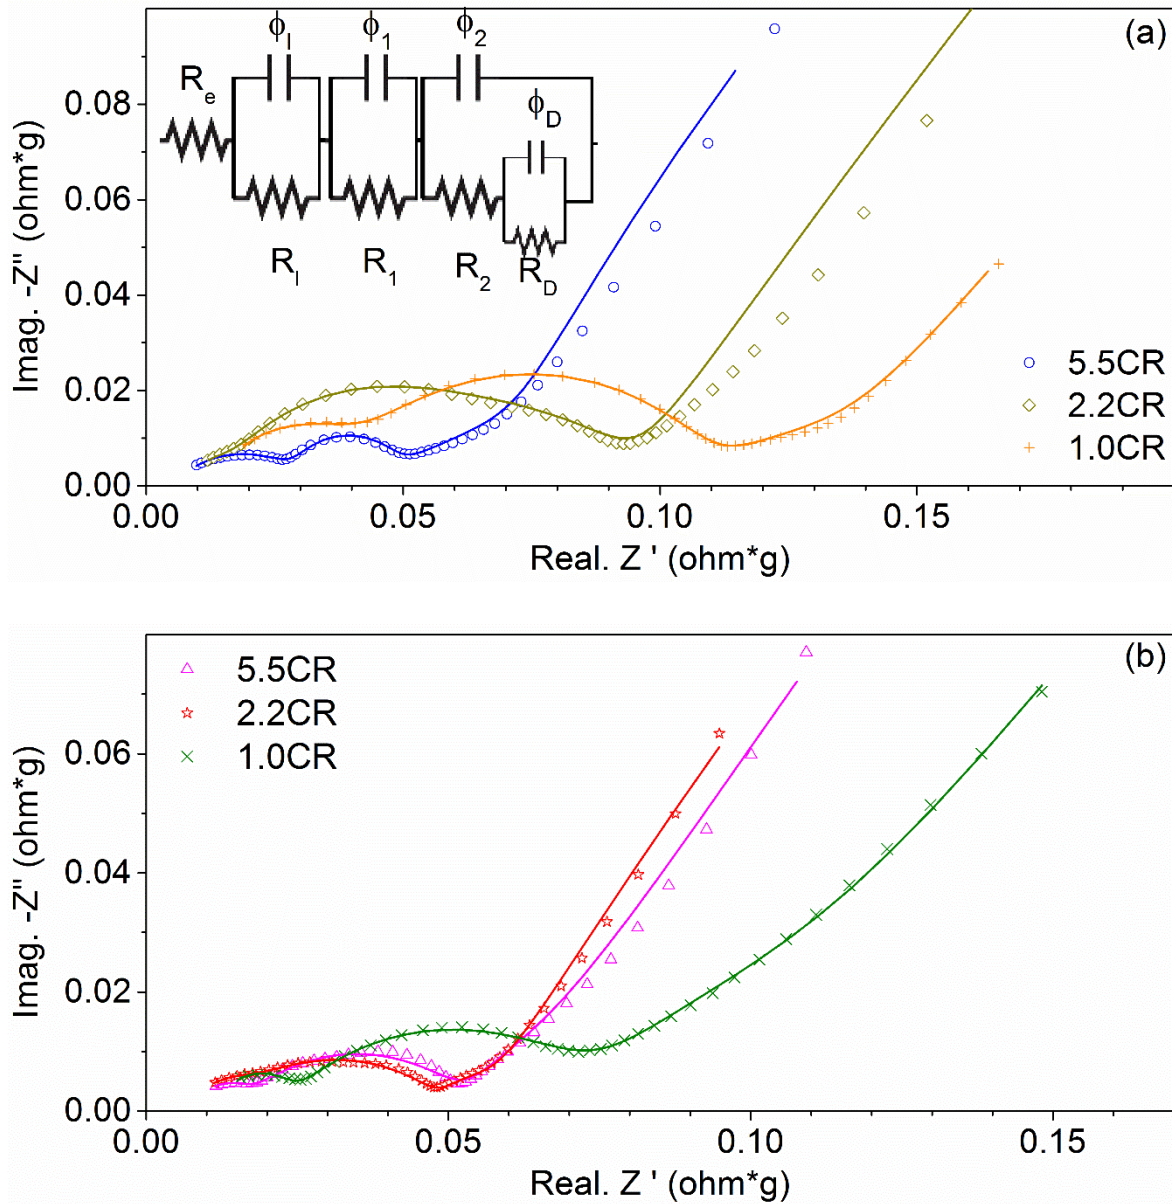 (a)
ϕI ϕ1 ϕ2
Re
ϕD
RI R1 R2 RD
Imag. -Z" (ohm*g)
0.08
0.06
0.04
0.02
0.00
0.00 0.05 0.10 0.15
Real. Z ' (ohm*g)
5.5CR
2.2CR
1.0CR
(b)
5.5CR
2.2CR
1.0CR
Imag. -Z" (ohm*g)
0.06
0.04
0.02
0.00
0.00 0.05 0.10 0.15
Real. Z ' (ohm*g)